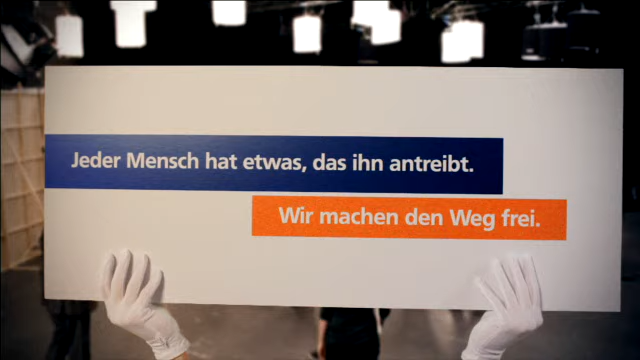 Jeder Mensch hat etwas, das ihn antreibt.
Wir machen den Weg frei.